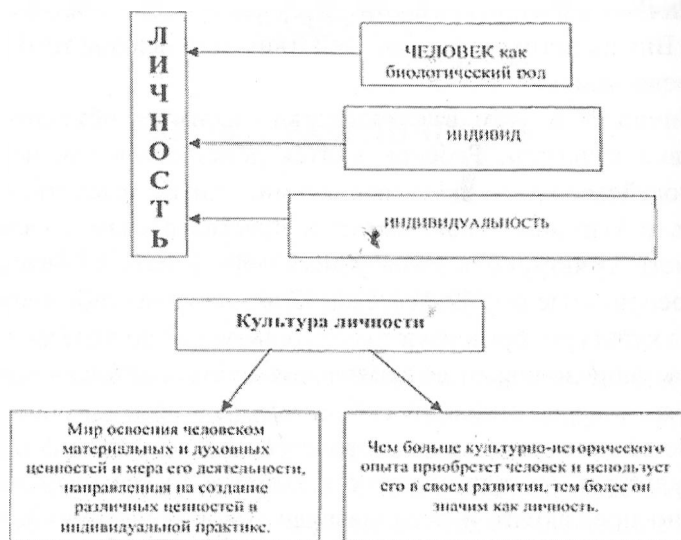 ЛИЧНОСТЬ
ЧЕЛОВЕК как
биологический род
ИНДИВИД
ИНДИВИДУАЛЬНОСТЬ
Культура личности
Мир освоения человеком
материальных и духовных
ценностей и мера его деятельности,
направленная на создание
различных ценностей в
индивидуальной практике.
Чем больше культурно-исторического
опыта приобретет человек и использует
его в своем развитии, тем более он
значим как личность.